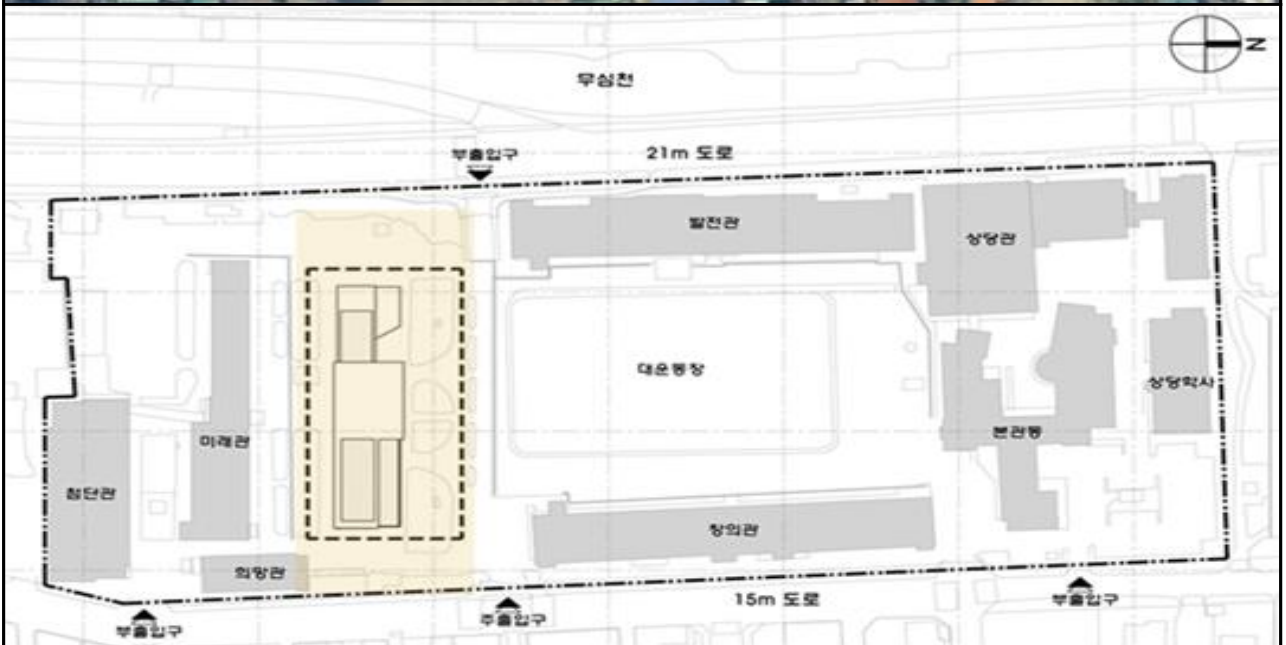 N
무심천
부출입구
21m 도로
발전관
상당관
대운동장
상당학사
본관동
미래관
첨단관
창의관
희망관
15m 도로
부출입구
주출입구
부출입구